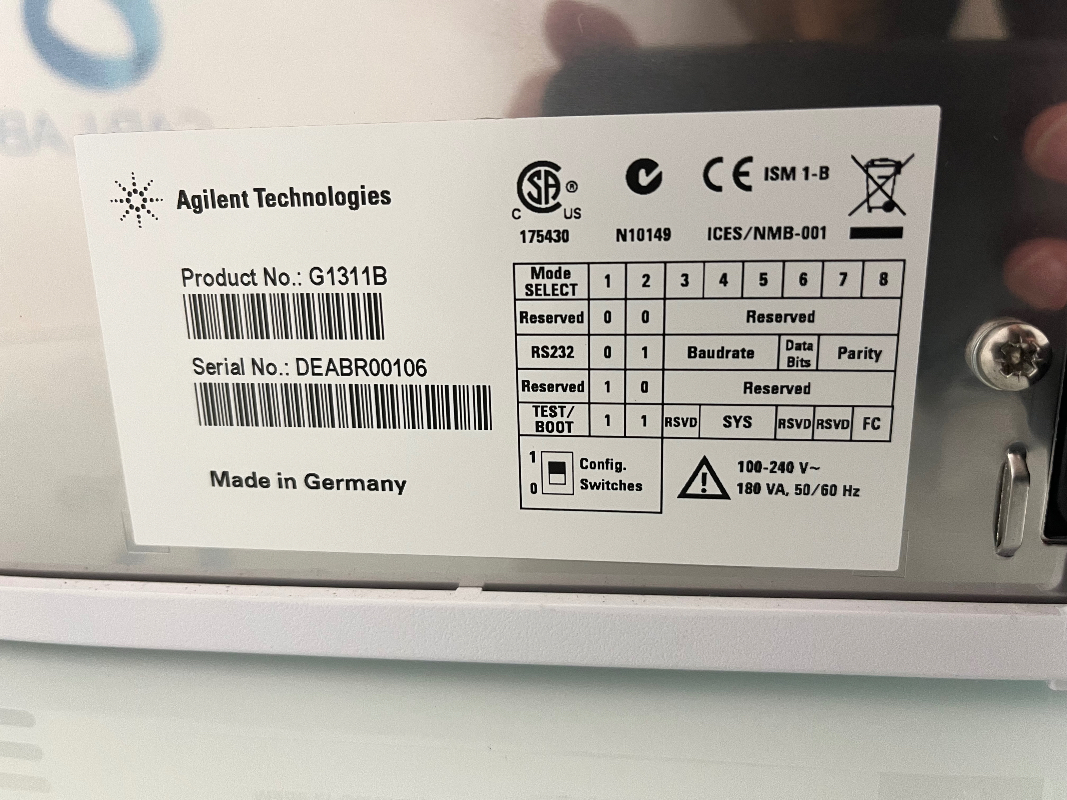 Agilent Technologies
Product No.: G1311B
Serial No.: DEABR00106
Made in Germany
SA ®
C US
175430
N10149
CE ISM 1-B
ICES/NMB-001
Mode SELECT 1 2 3 4 5 6 7 8
Reserved 0 0 Reserved
RS232 0 1 Baudrate Data Bits Parity
Reserved 1 0 Reserved
TEST/BOOT 1 1 RSVD SYS RSVD RSVD FC
1 Config.
0 Switches
100-240 V~
180 VA, 50/60 Hz